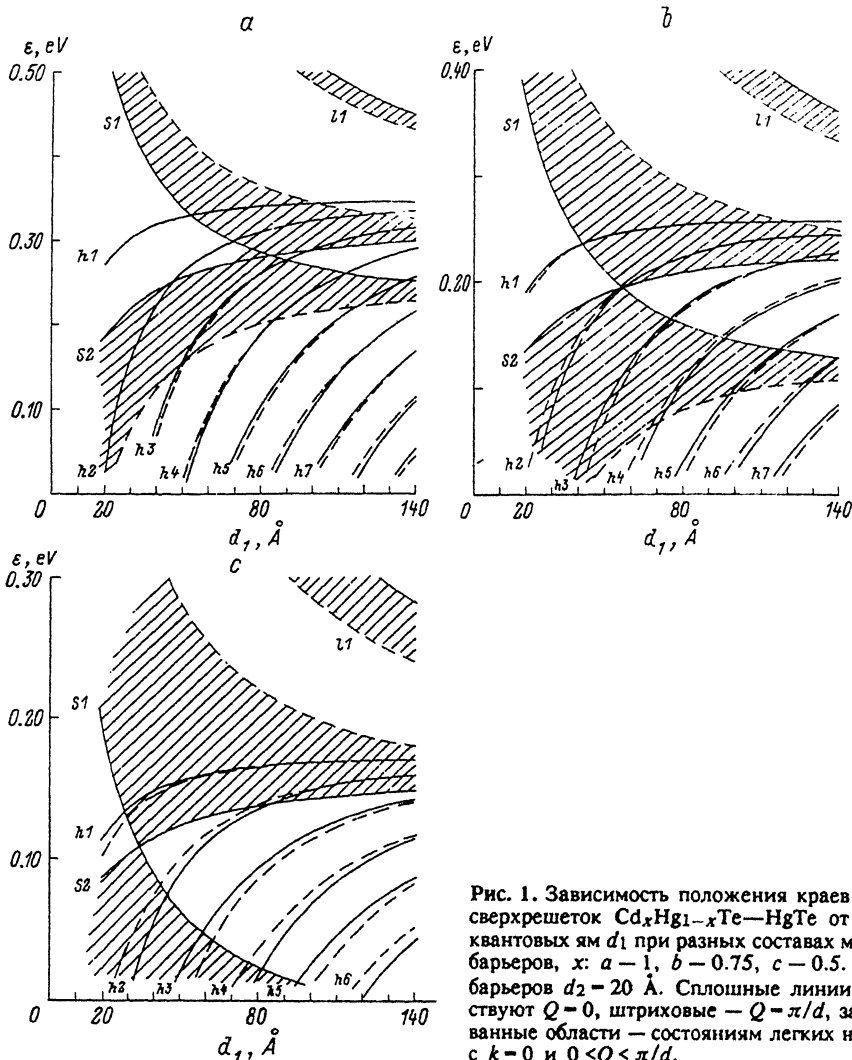 a
ε, eV
0.50
0.30
0.10
0
20
80
140
d₁, Å
s1
l1
h1
s2
h2
h3
h4
h5
h6
h7
b
ε, eV
0.40
0.20
0
20
80
140
d₁, Å
s1
l1
h1
s2
h2
h3
h4
h5
h6
h7
c
ε, eV
0.30
0.20
0.10
0
20
80
140
d₁, Å
s1
l1
h1
s2
h2
h3
h4
h5
h6
Рис. 1. Зависимость положения краев
сверхрешеток CdₓHg₁₋ₓTe—HgTe от
квантовых ям d₁ при разных составах м
барьеров, x: a — 1, b — 0.75, c — 0.5.
барьеров d₂ = 20 Å. Сплошные линии
ствуют Q = 0, штриховые — Q = π/d, за
ванные области — состояниям легких н
с k = 0 и 0 < Q < π/d.